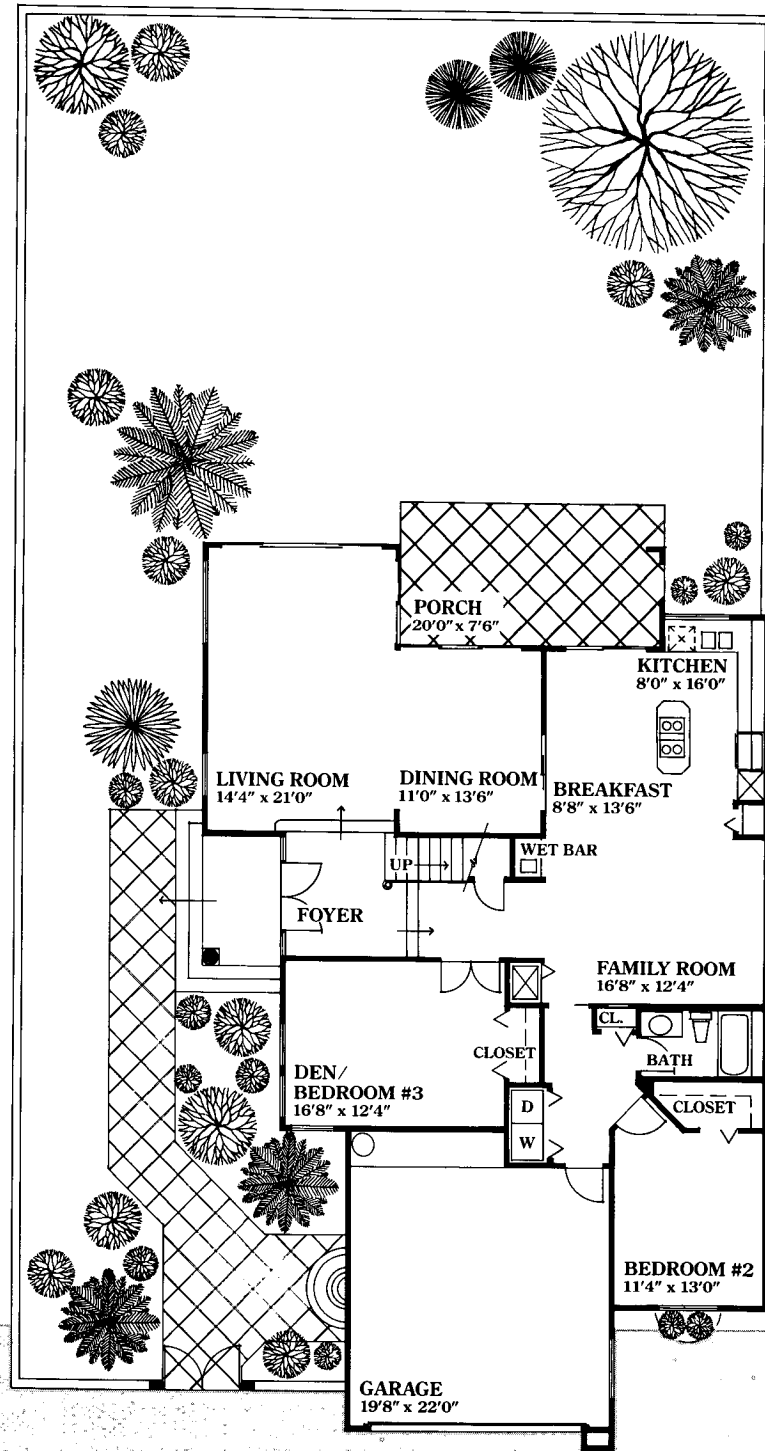 PORCH
20'0" x 7'6"
KITCHEN
8'0" x 16'0"
LIVING ROOM
14'4" x 21'0"
DINING ROOM
11'0" x 13'6"
BREAKFAST
8'8" x 13'6"
UP
WET BAR
FOYER
FAMILY ROOM
16'8" x 12'4"
CL.
BATH
CLOSET
DEN/
BEDROOM #3
16'8" x 12'4"
D
W
CLOSET
BEDROOM #2
11'4" x 13'0"
GARAGE
19'8" x 22'0"